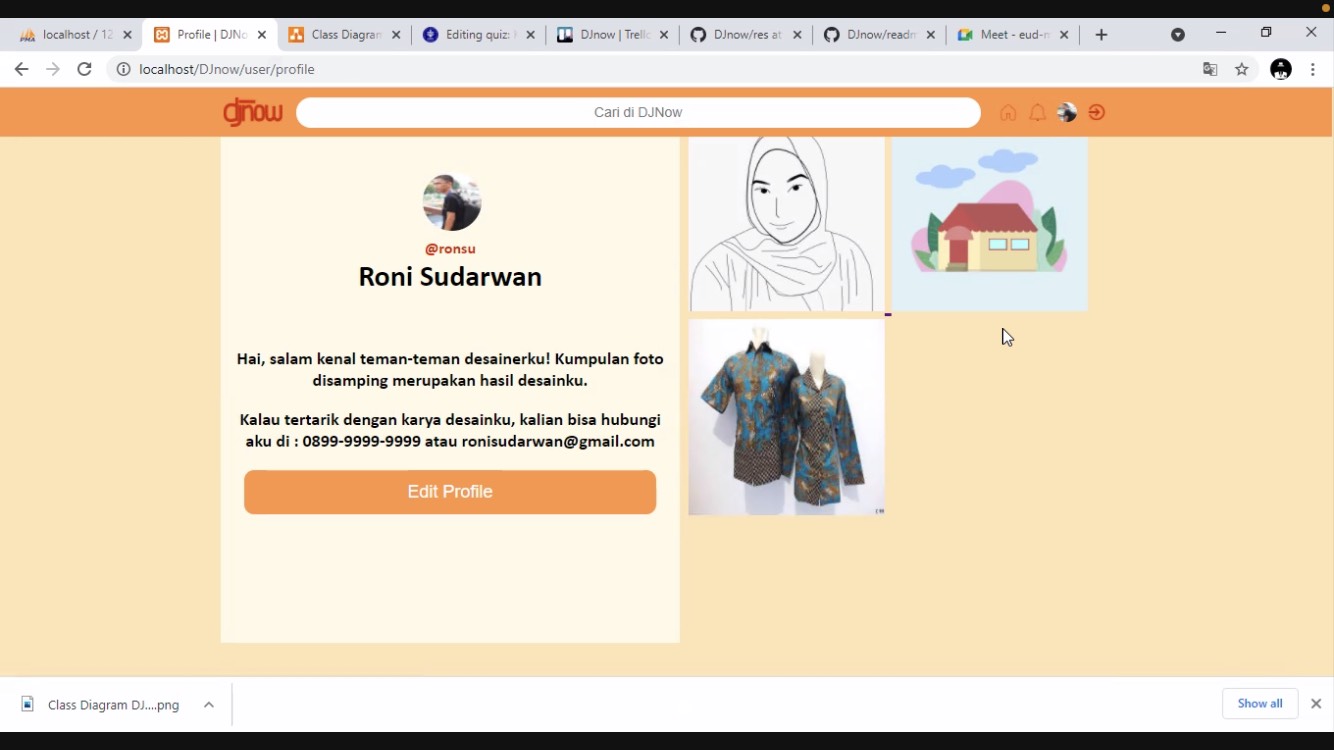 localhost / 12
Profile | DJNo
Class Diagran
Editing quiz:
DJnow | Trello
DJnow/res at
DJnow/readn
Meet - eud-n
localhost/DJnow/user/profile
djnow
Cari di DJNow
@ronsu
Roni Sudarwan
Hai, salam kenal teman-teman desainerku! Kumpulan foto
disamping merupakan hasil desainku.
Kalau tertarik dengan karya desainku, kalian bisa hubungi
aku di : 0899-9999-9999 atau ronisudarwan@gmail.com
Edit Profile
Class Diagram DJ....png
Show all